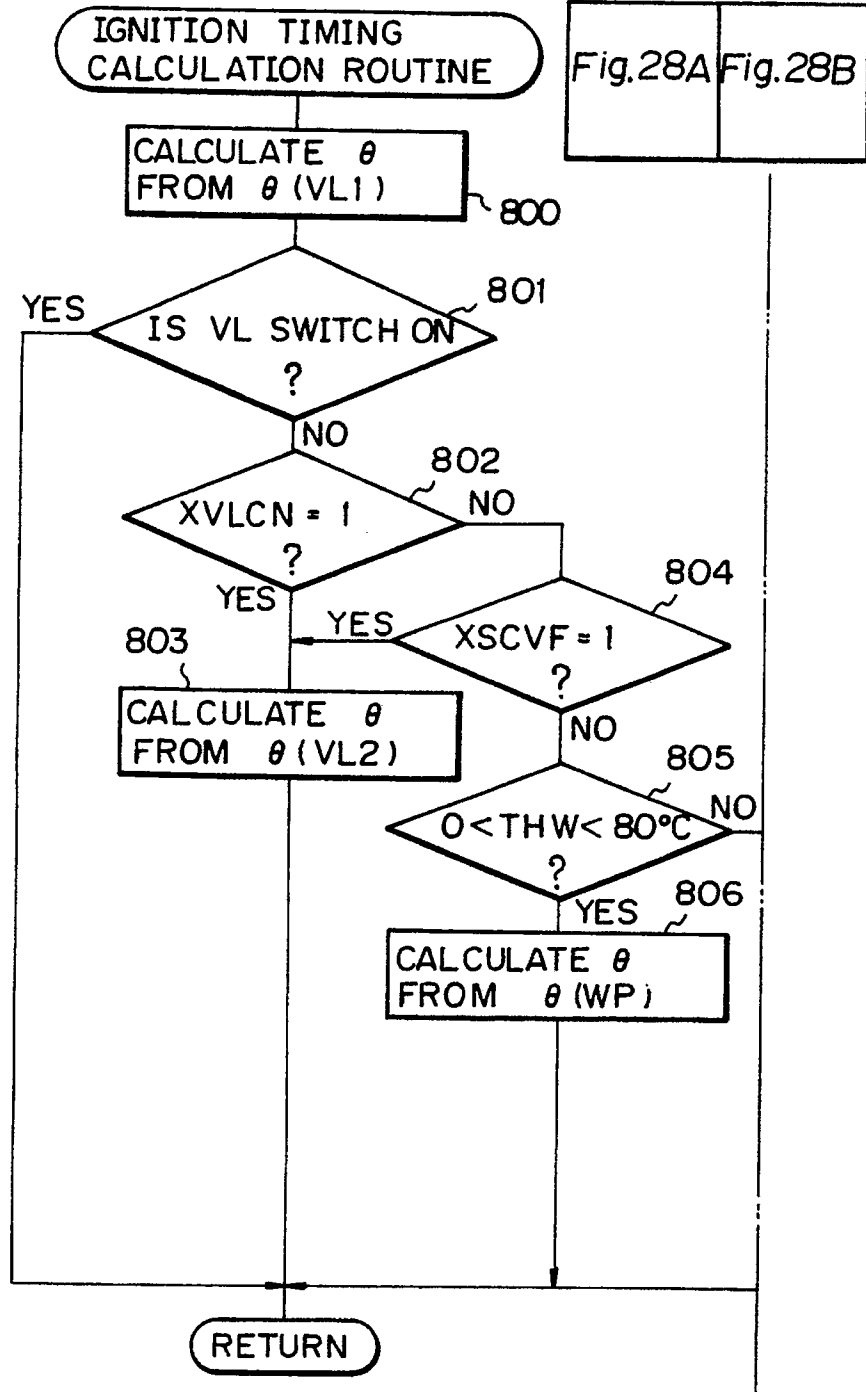 IGNITION TIMING
CALCULATION ROUTINE
Fig.28A Fig.28B
CALCULATE θ
FROM θ (VL1)
800
801
YES
IS VL SWITCH ON
?
NO
802
XVLCN = 1
?
NO
YES
804
XSCVF = 1
?
YES
NO
803
CALCULATE θ
FROM θ (VL2)
805
0 < THW < 80°C
?
NO
YES
806
CALCULATE θ
FROM θ (WP)
RETURN